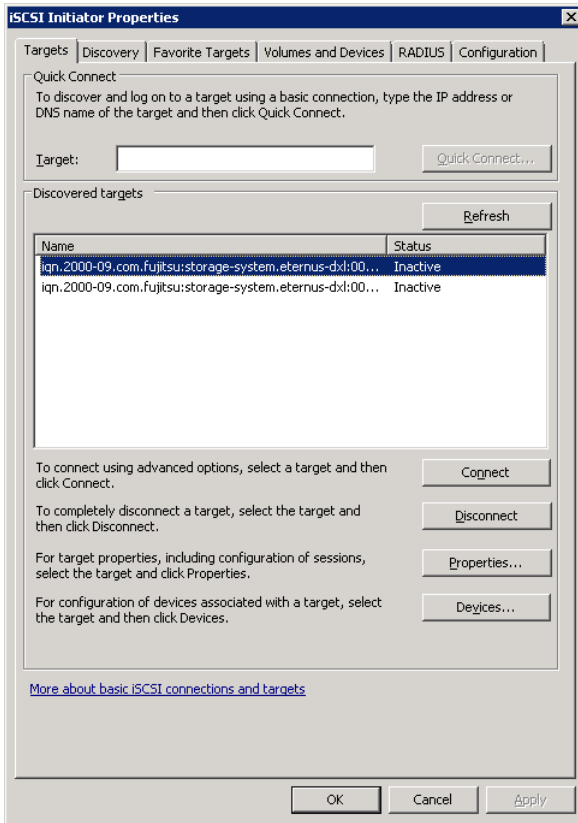 iSCSI Initiator Properties
Targets Discovery Favorite Targets Volumes and Devices RADIUS Configuration
Quick Connect
To discover and log on to a target using a basic connection, type the IP address or
DNS name of the target and then click Quick Connect.
Target:
Quick Connect...
Discovered targets
Refresh
Name Status
iqn.2000-09.com.fujitsu:storage-system.eternus-dxl:00... Inactive
iqn.2000-09.com.fujitsu:storage-system.eternus-dxl:00... Inactive
To connect using advanced options, select a target and then
click Connect.
Connect
To completely disconnect a target, select the target and
then click Disconnect.
Disconnect
For target properties, including configuration of sessions,
select the target and click Properties.
Properties...
For configuration of devices associated with a target, select
the target and then click Devices.
Devices...
More about basic iSCSI connections and targets
OK Cancel Apply